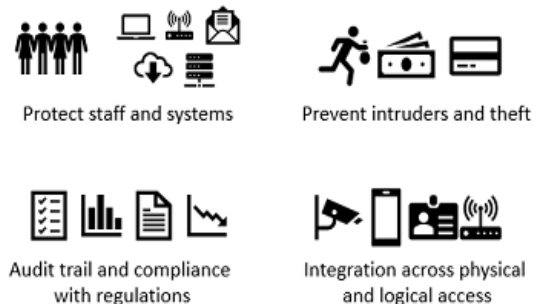 Protect staff and systems
Prevent intruders and theft
Audit trail and compliance
with regulations
Integration across physical
and logical access